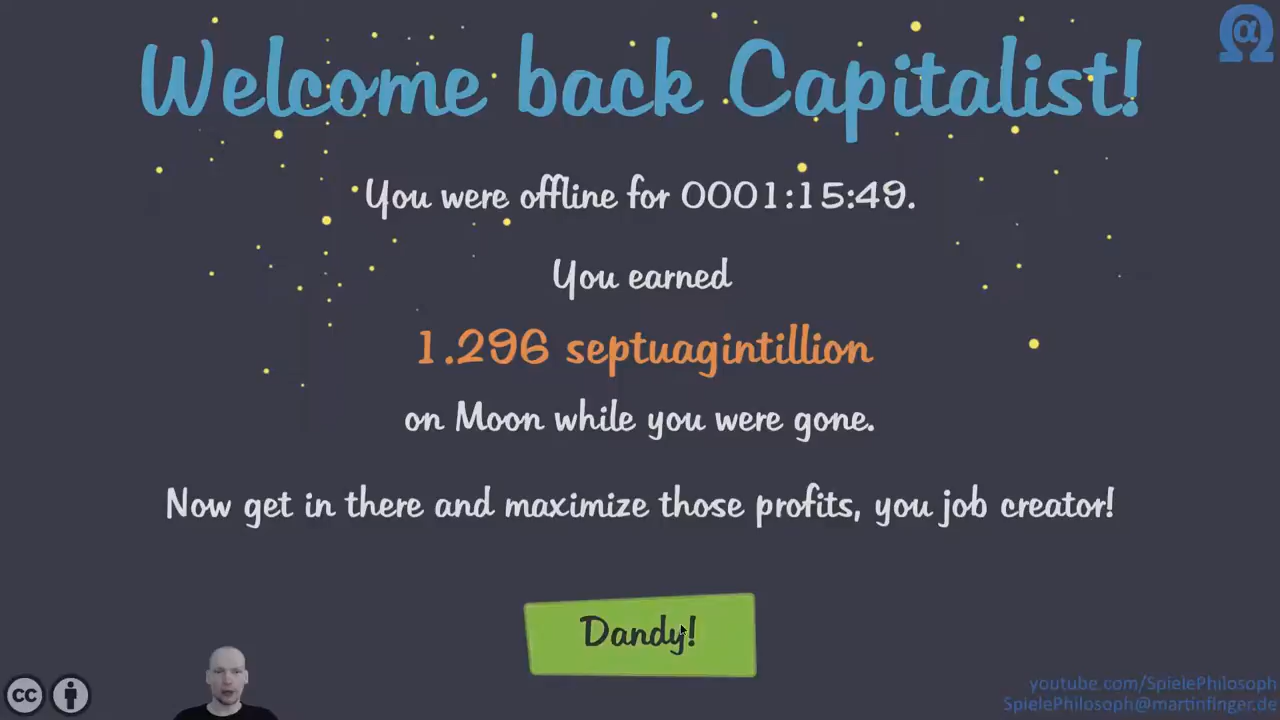 Welcome back Capitalist!
You were offline for 0001:15:49.
You earned
1.296 septuagintillion
on Moon while you were gone.
Now get in there and maximize those profits, you job creator!
Dandy!
cc
youtube.com/SpielePhilosoph
SpielePhilosoph@martinfinger.de
α
Ω